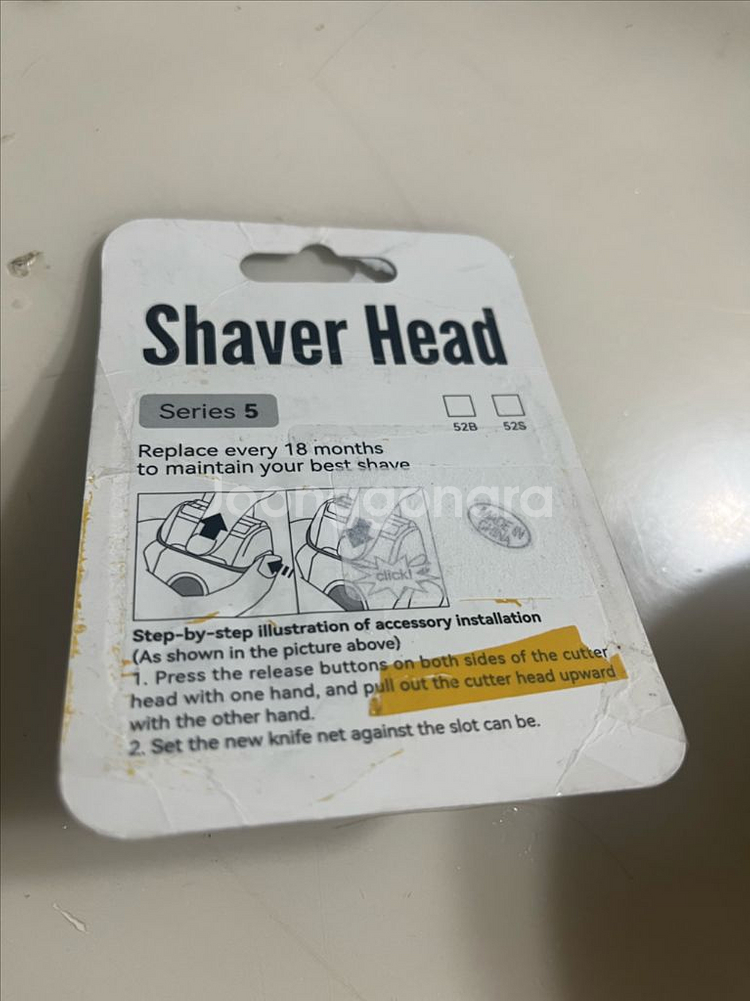 Shaver Head
Series 5
52B 52S
Replace every 18 months
to maintain your best shave
joonggonara
MADE IN
CHINA
click!
Step-by-step illustration of accessory installation
(As shown in the picture above)
1. Press the release buttons on both sides of the cutter
head with one hand, and pull out the cutter head upward
with the other hand.
2. Set the new knife net against the slot can be.